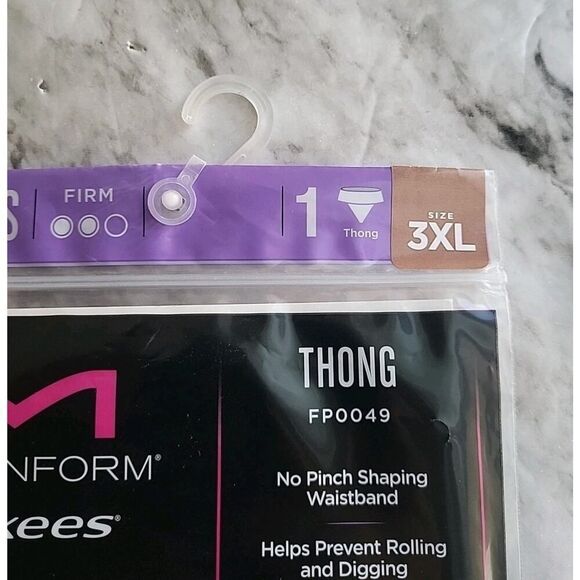 S
FIRM
1
Thong
SIZE
3XL
THONG
FP0049
NFORM®
kees®
No Pinch Shaping
Waistband
Helps Prevent Rolling
and Digging